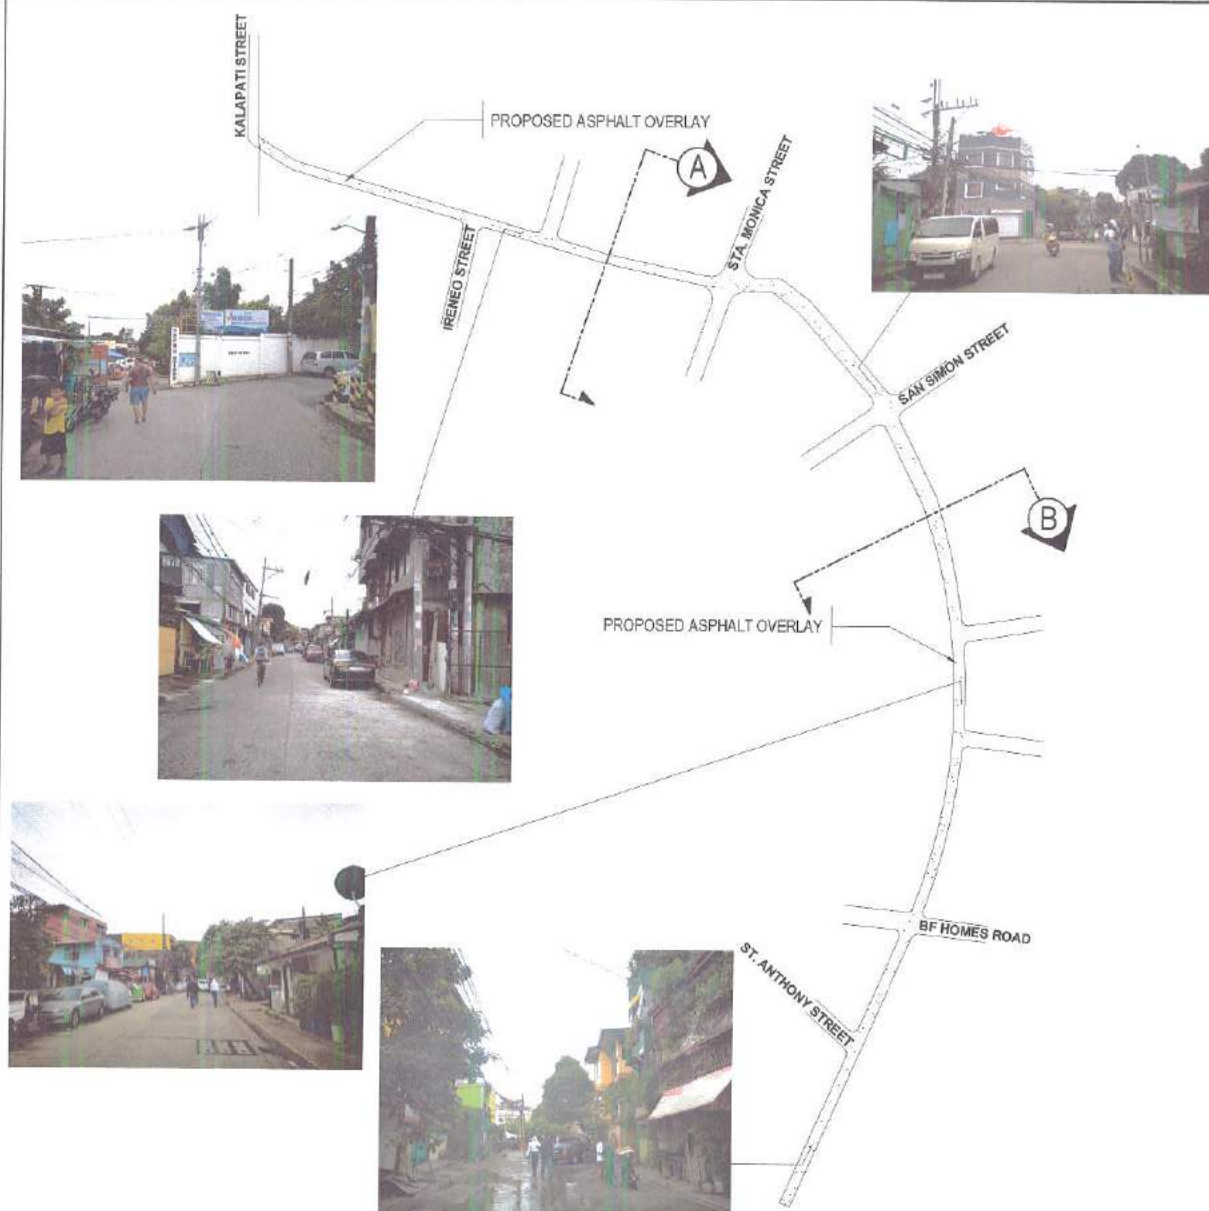 KALAPATI STREET
PROPOSED ASPHALT OVERLAY
A
STA. MONICA STREET
IRENEO STREET
SAN SIMON STREET
B
PROPOSED ASPHALT OVERLAY
BF HOMES ROAD
ST. ANTHONY STREET